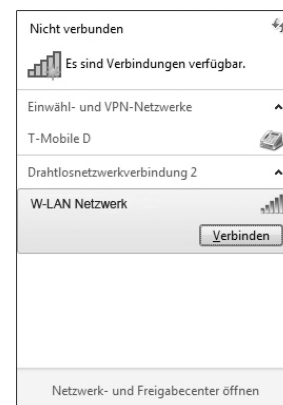 Nicht verbunden
Es sind Verbindungen verfügbar.
Einwähl- und VPN-Netzwerke
T-Mobile D
Drahtlosnetzwerkverbindung 2
W-LAN Netzwerk
Verbinden
Netzwerk- und Freigabecenter öffnen